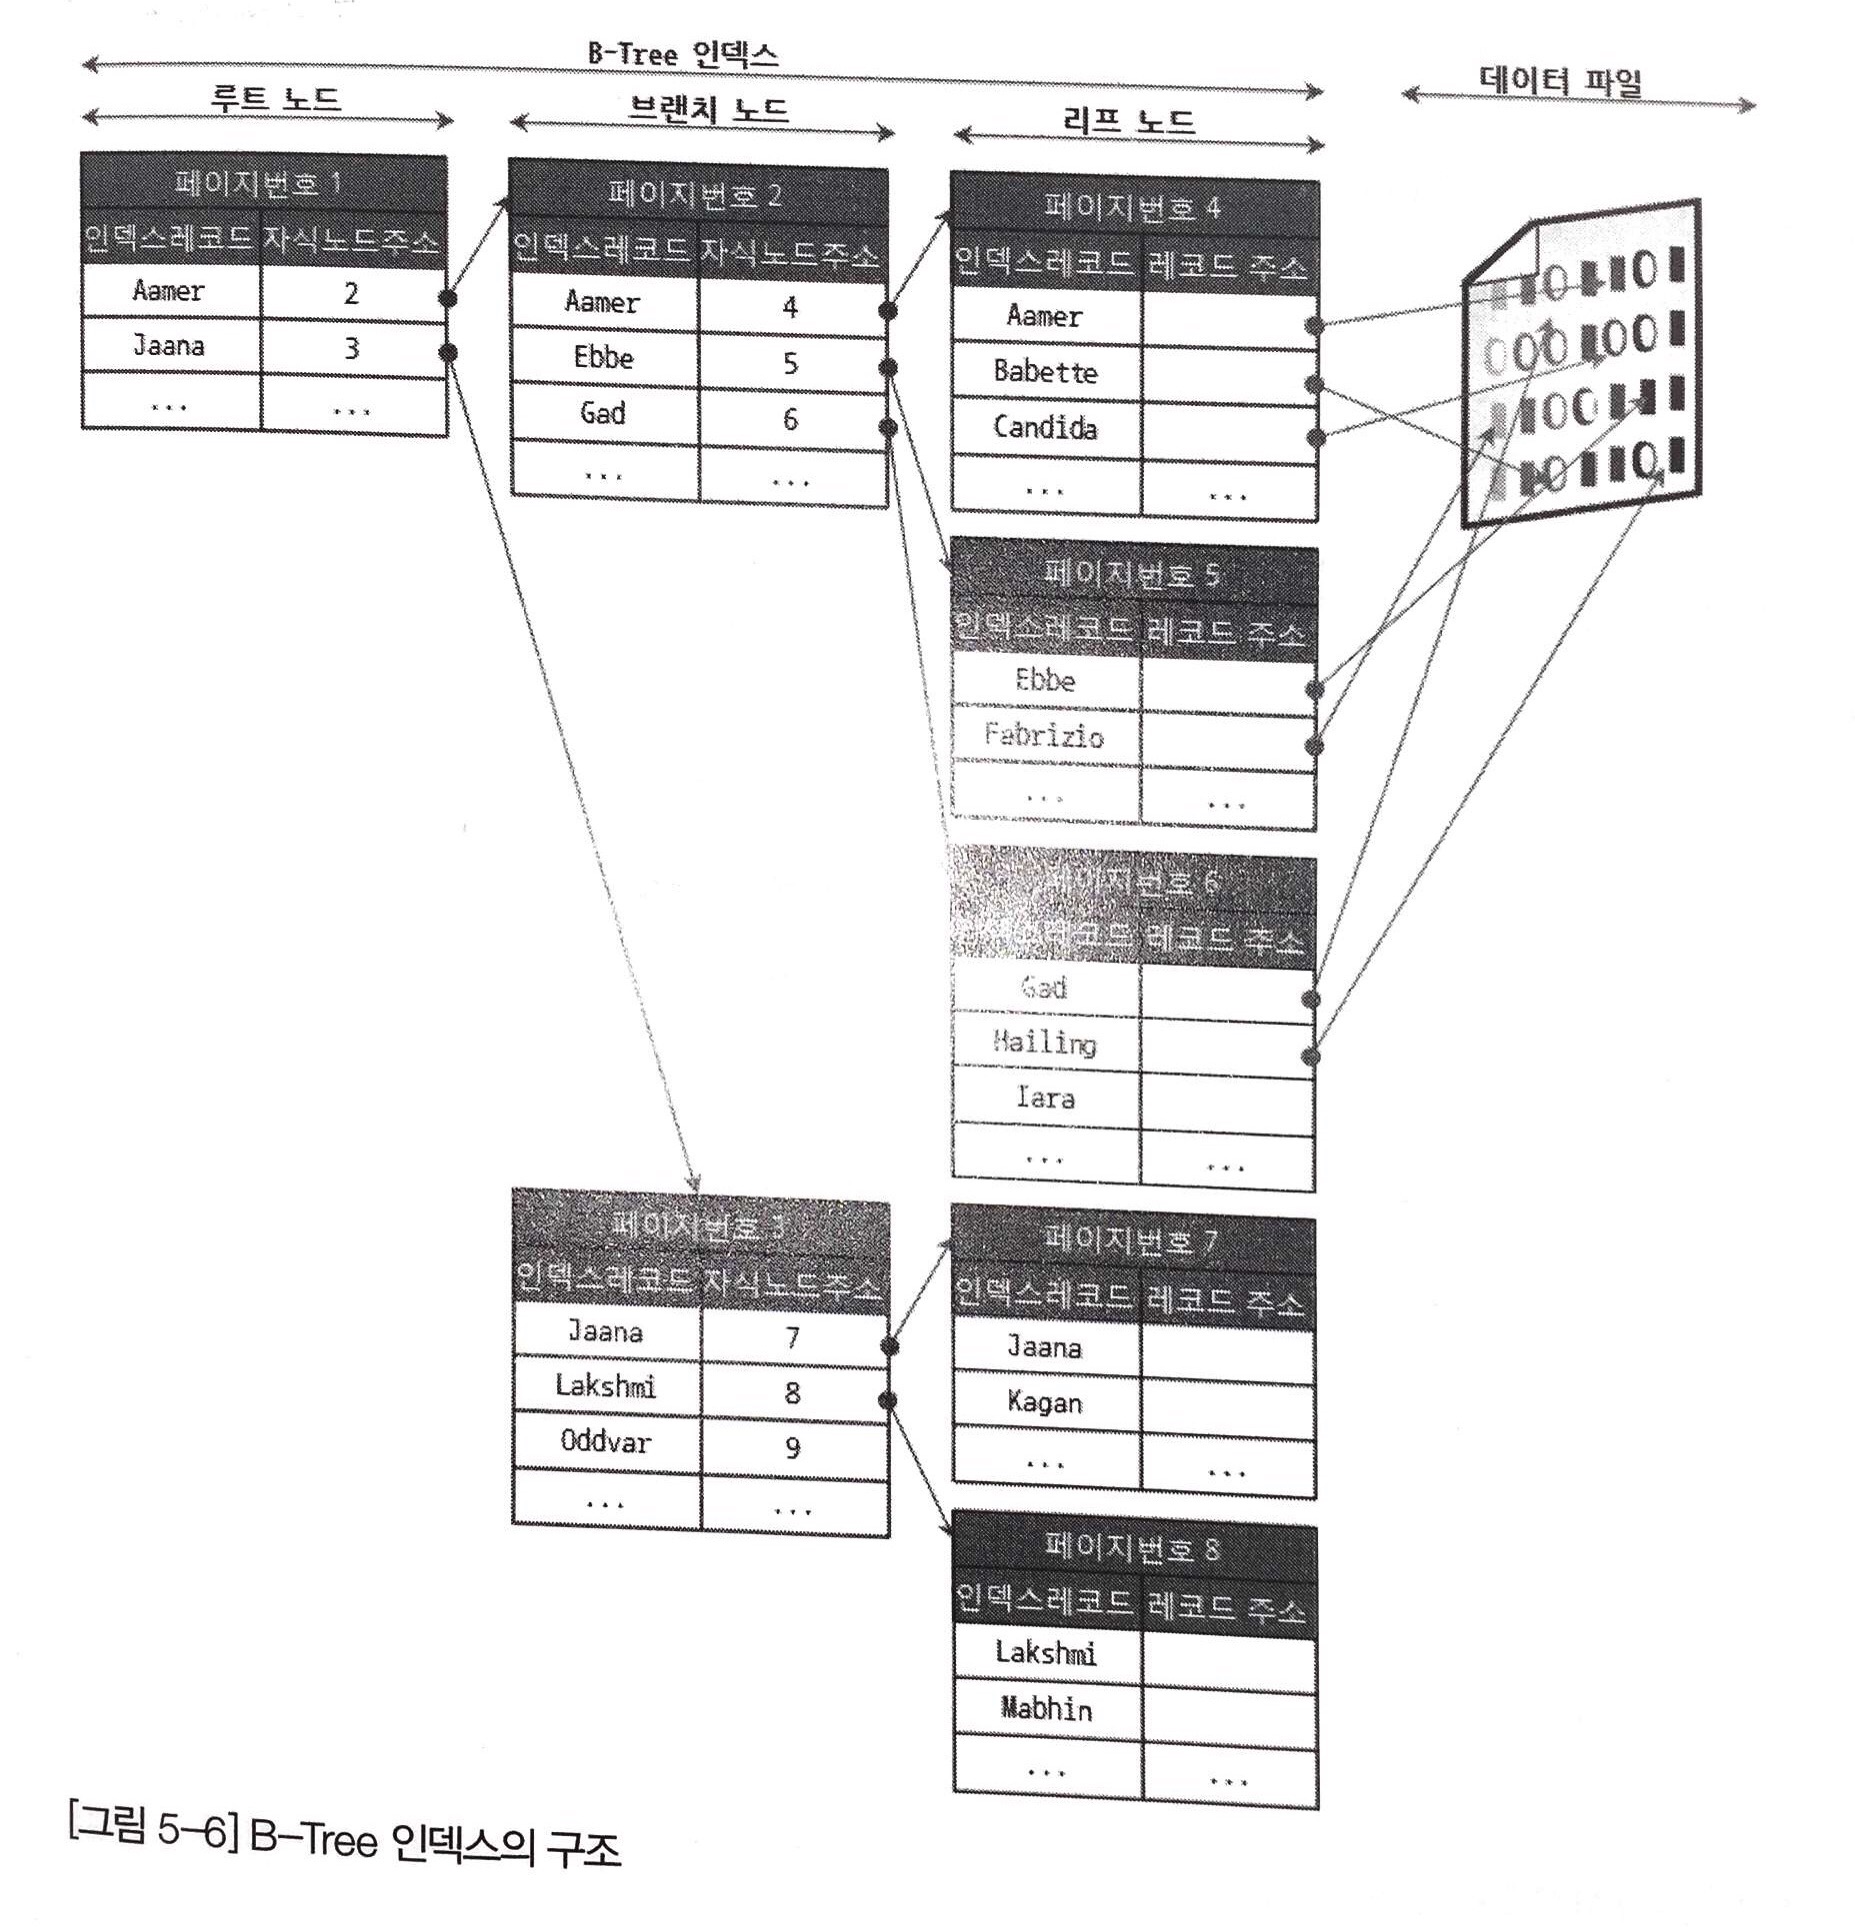 B-Tree 인덱스
데이터 파일
루트 노드
브랜치 노드
리프 노드
페이지번호 1
인덱스레코드 자식노드주소
Aamer 2
Jaana 3
... ...
페이지번호 2
인덱스레코드 자식노드주소
Aamer 4
Ebbe 5
Gad 6
... ...
페이지번호 4
인덱스레코드 레코드 주소
Aamer
Babette
Candida
... ...
페이지번호 5
인덱스레코드 레코드 주소
Ebbe
Fabrizio
... ...
페이지번호 6
인덱스레코드 레코드 주소
Gad
Hailing
Iara
... ...
페이지번호 3
인덱스레코드 자식노드주소
Jaana 7
Lakshmi 8
Oddvar 9
... ...
페이지번호 7
인덱스레코드 레코드 주소
Jaana
Kagan
... ...
페이지번호 8
인덱스레코드 레코드 주소
Lakshmi
Mabhin
... ...
[그림 5-6] B-Tree 인덱스의 구조